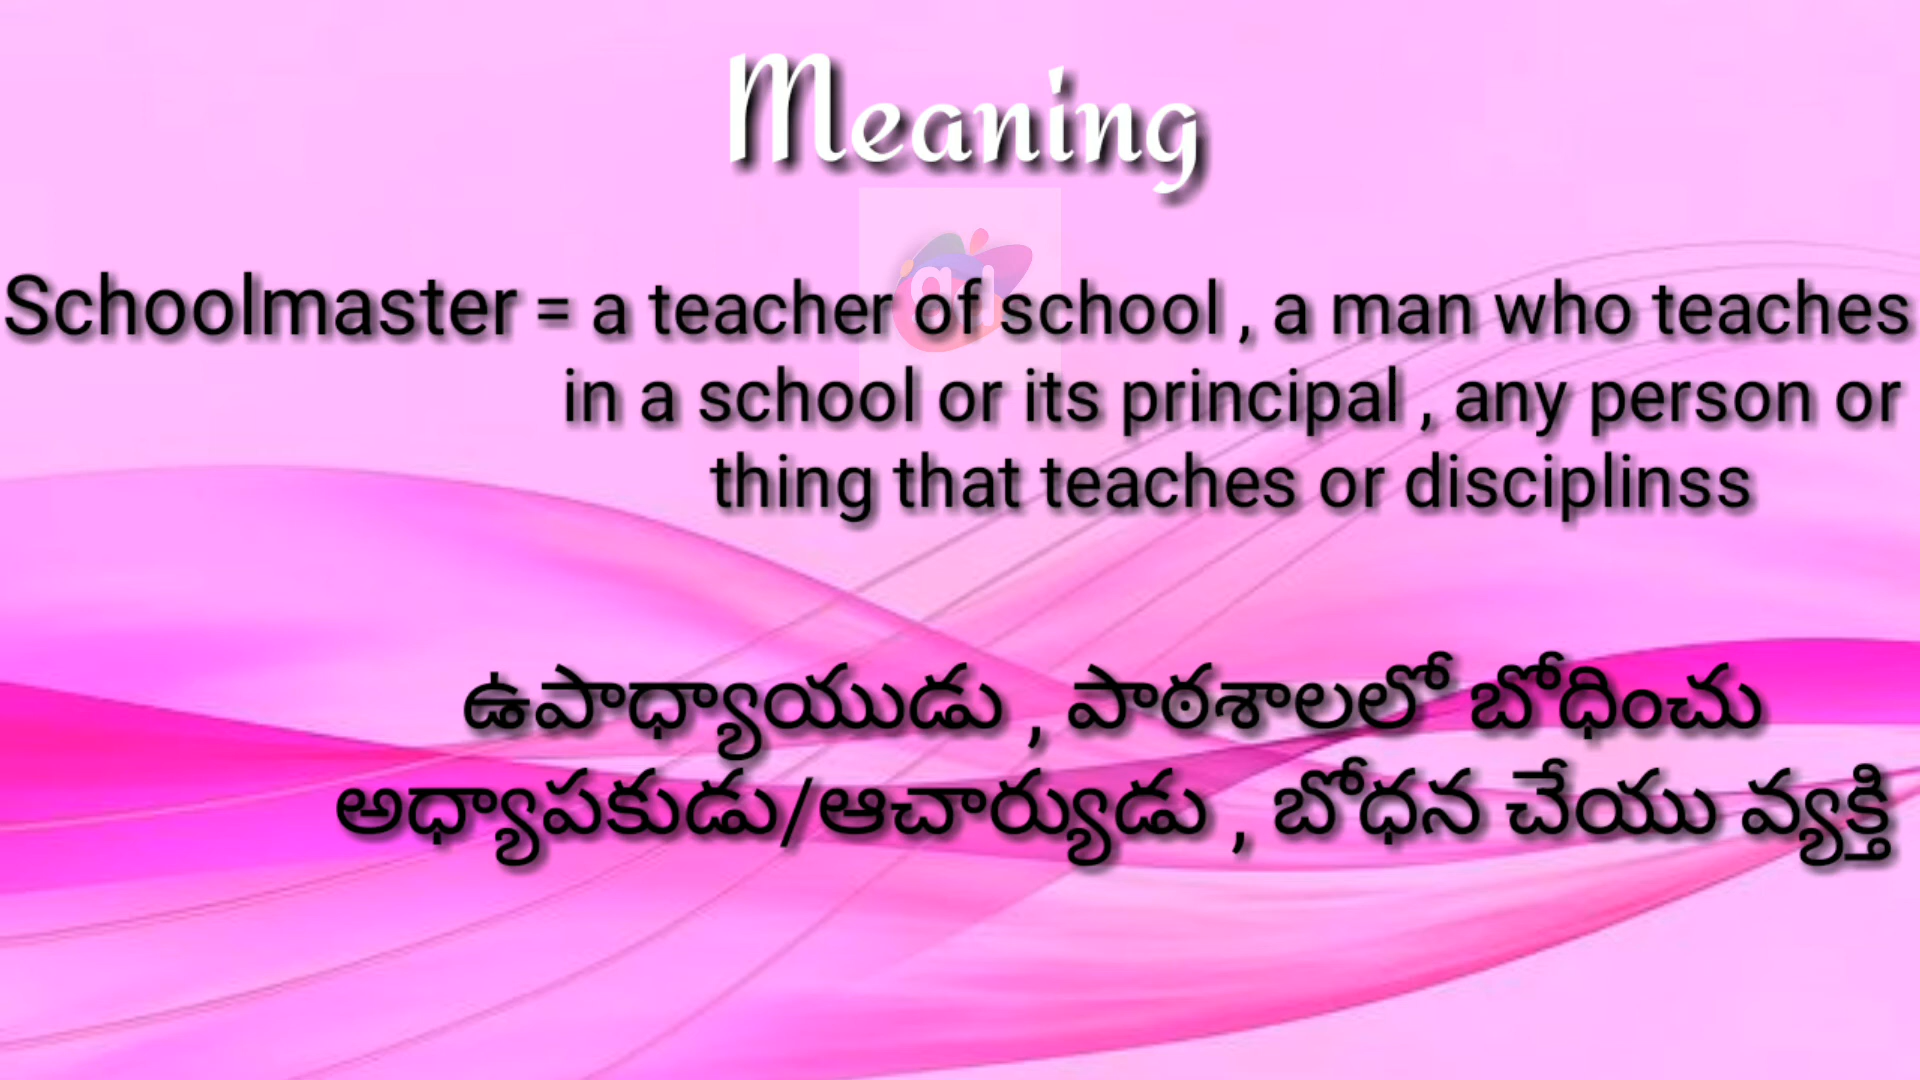 Meaning
Schoolmaster = a teacher of school , a man who teaches
in a school or its principal , any person or
thing that teaches or disciplinss
ఉపాధ్యాయుడు , పాఠశాలలో బోధించు
అధ్యాపకుడు/ఆచార్యుడు , బోధన చేయు వ్యక్తి